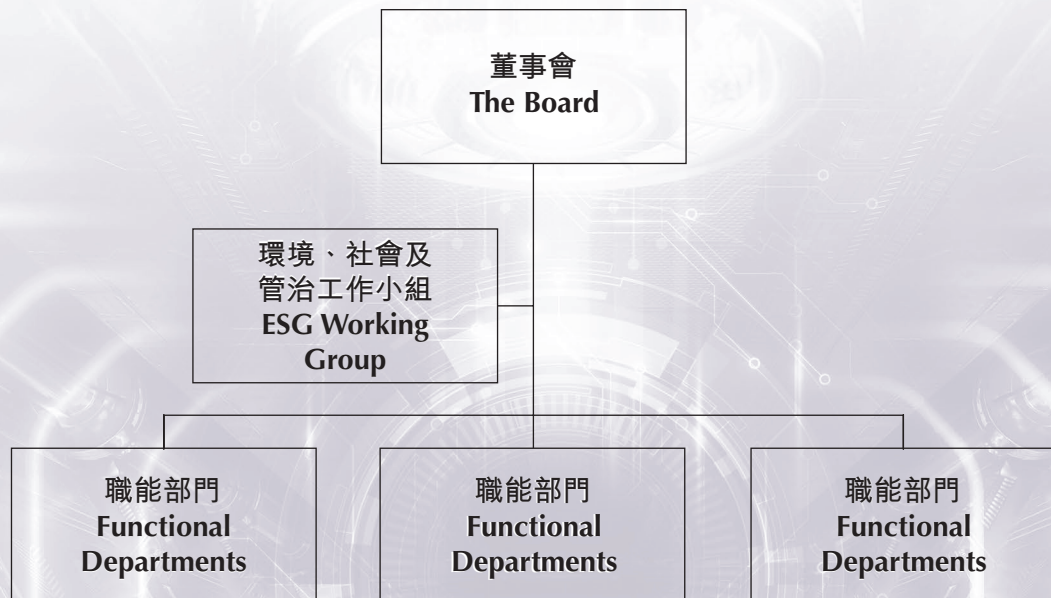 董事會
The Board
環境、社會及
管治工作小組
ESG Working
Group
職能部門
Functional
Departments
職能部門
Functional
Departments
職能部門
Functional
Departments